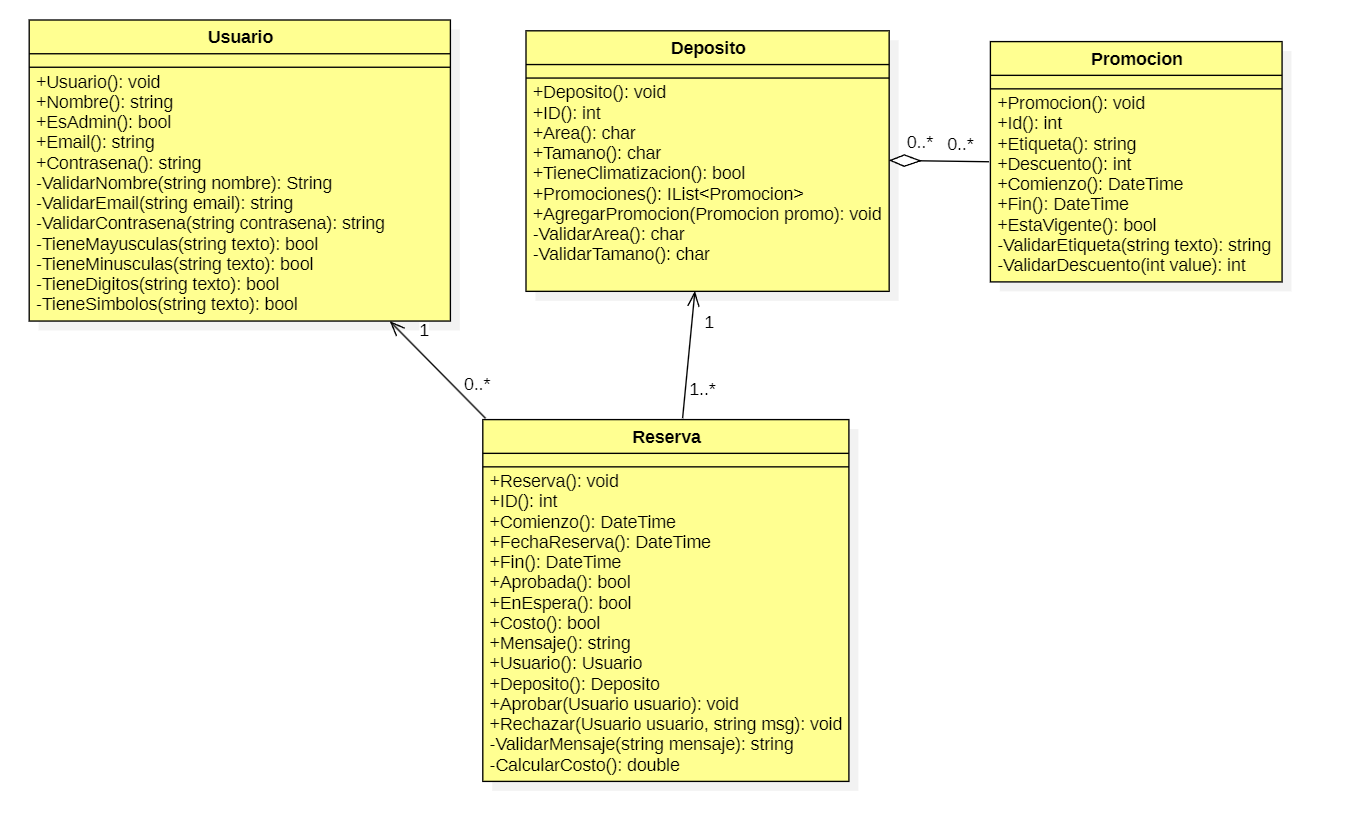 Usuario
+Usuario(): void
+Nombre(): string
+EsAdmin(): bool
+Email(): string
+Contrasena(): string
-ValidarNombre(string nombre): String
-ValidarEmail(string email): string
-ValidarContrasena(string contrasena): string
-TieneMayusculas(string texto): bool
-TieneMinusculas(string texto): bool
-TieneDigitos(string texto): bool
-TieneSimbolos(string texto): bool
Deposito
+Deposito(): void
+ID(): int
+Area(): char
+Tamano(): char
+TieneClimatizacion(): bool
+Promociones(): IList<Promocion>
+AgregarPromocion(Promocion promo): void
-ValidarArea(): char
-ValidarTamano(): char
0..*
0..*
Promocion
+Promocion(): void
+Id(): int
+Etiqueta(): string
+Descuento(): int
+Comienzo(): DateTime
+Fin(): DateTime
+EstaVigente(): bool
-ValidarEtiqueta(string texto): string
-ValidarDescuento(int value): int
1
0..*
1
1..*
Reserva
+Reserva(): void
+ID(): int
+Comienzo(): DateTime
+FechaReserva(): DateTime
+Fin(): DateTime
+Aprobada(): bool
+EnEspera(): bool
+Costo(): bool
+Mensaje(): string
+Usuario(): Usuario
+Deposito(): Deposito
+Aprobar(Usuario usuario): void
+Rechazar(Usuario usuario, string msg): void
-ValidarMensaje(string mensaje): string
-CalcularCosto(): double